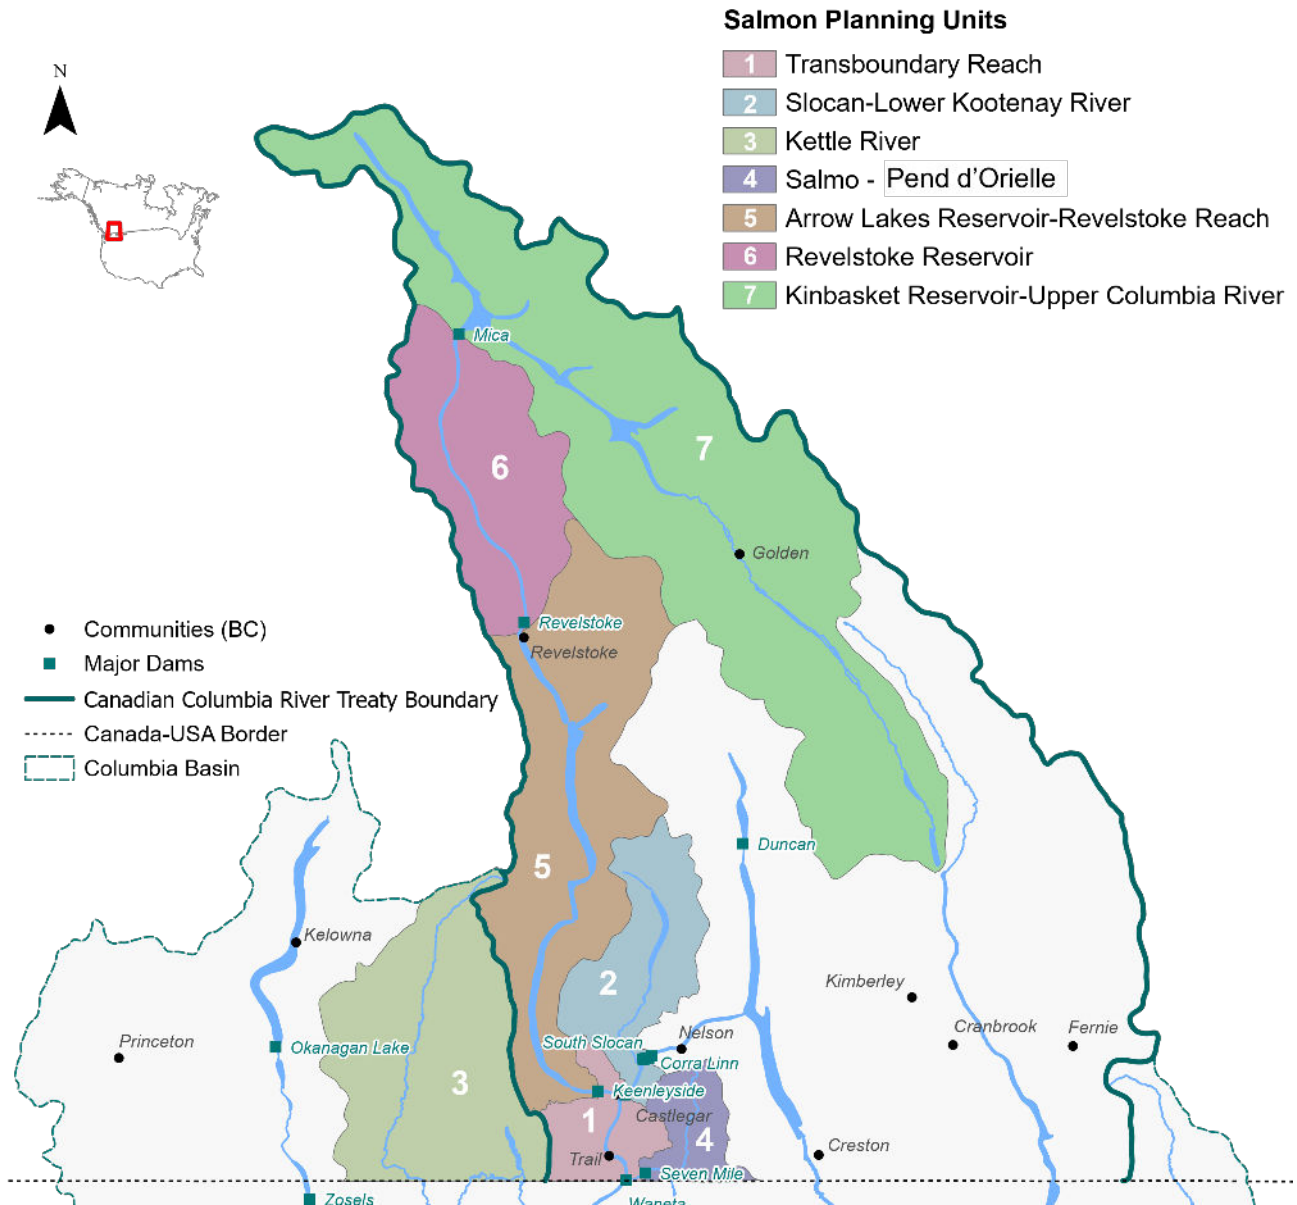 Salmon Planning Units
1 Transboundary Reach
2 Slocan-Lower Kootenay River
3 Kettle River
4 Salmo - Pend d'Orielle
5 Arrow Lakes Reservoir-Revelstoke Reach
6 Revelstoke Reservoir
7 Kinbasket Reservoir-Upper Columbia River
N
Mica
6
7
Golden
Revelstoke
Revelstoke
Communities (BC)
Major Dams
Canadian Columbia River Treaty Boundary
Canada-USA Border
Columbia Basin
Duncan
5
Kelowna
2
Kimberley
Princeton
Okanagan Lake
South Slocan
Nelson
Cranbrook
Fernie
Corra Linn
3
Keenleyside
1
Castlegar
4
Trail
Creston
Seven Mile
Zosels
Waneta